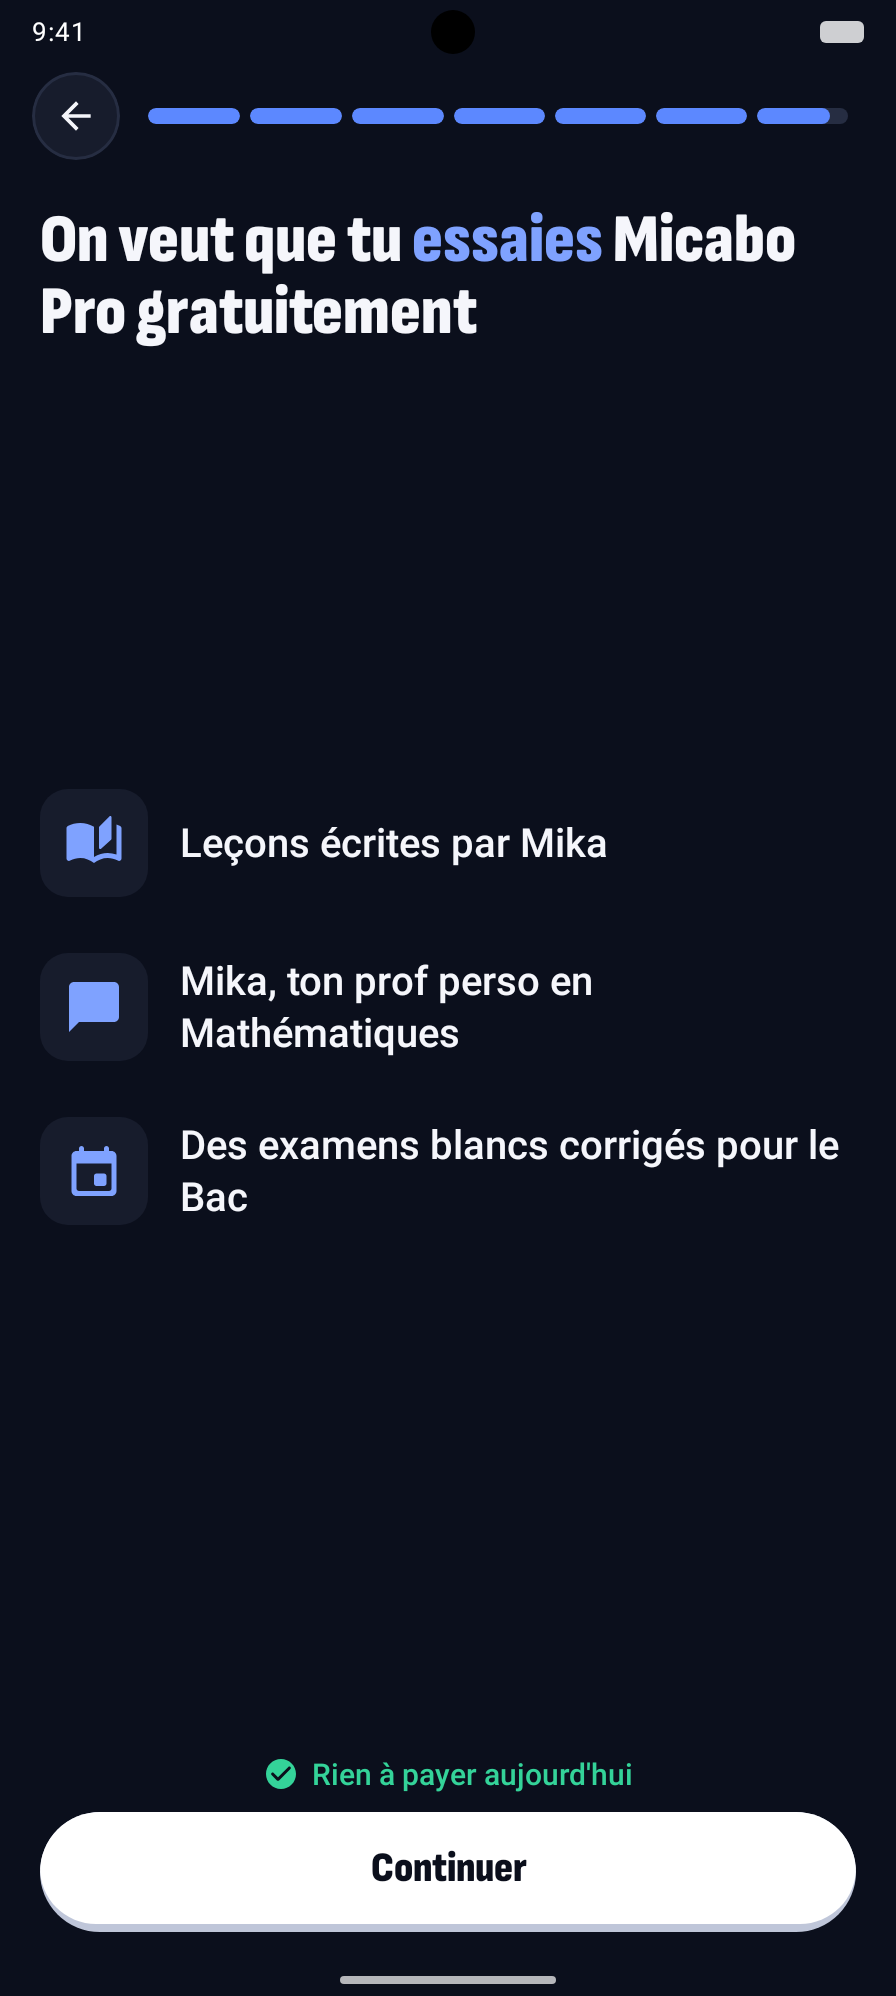 9:41
On veut que tu essaies Micabo
Pro gratuitement
Leçons écrites par Mika
Mika, ton prof perso en
Mathématiques
Des examens blancs corrigés pour le
Bac
Rien à payer aujourd'hui
Continuer